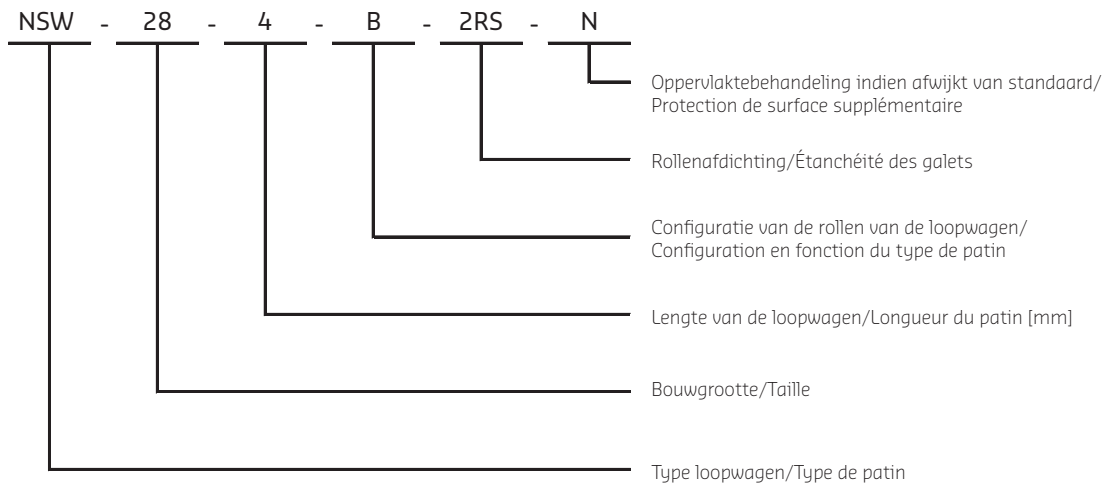 NSW - 28 - 4 - B - 2RS - N
Oppervlaktebehandeling indien afwijkt van standaard/
Protection de surface supplémentaire
Rollenafdichting/Étanchéité des galets
Configuratie van de rollen van de loopwagen/
Configuration en fonction du type de patin
Lengte van de loopwagen/Longueur du patin [mm]
Bouwgrootte/Taille
Type loopwagen/Type de patin